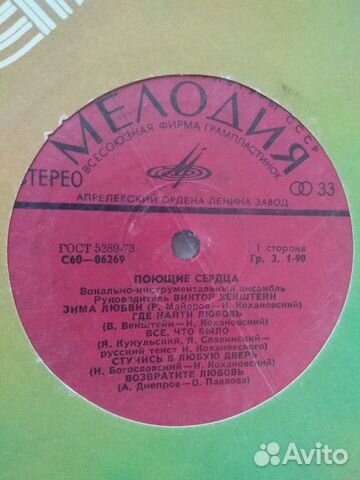 СССР
МЕЛОДИЯ
ВСЕСОЮЗНАЯ ФИРМА ГРАМПЛАСТИНОК
СТЕРЕО
33
АПРЕЛЕВСКИЙ ОРДЕНА ЛЕНИНА ЗАВОД
ГОСТ 5289-73
1 сторона
С60—06269
Гр. 3. 1-90
ПОЮЩИЕ СЕРДЦА
Вокально-инструментальный ансамбль
Руководитель ВИКТОР ВЕКШТЕЙН
ЗИМА ЛЮБВИ (Р. Майоров—И. Кохановский)
ГДЕ НАЙТИ ЛЮБОВЬ
(В. Векштейн—И. Кохановский)
ВСЕ, ЧТО БЫЛО
(Я. Кукульский, Я. Славинский—
русский текст И. Кохановского)
СТУЧИСЬ В ЛЮБУЮ ДВЕРЬ
(Н. Богословский—И. Кохановский)
ВОЗВРАТИТЕ ЛЮБОВЬ
(А. Днепров—О. Павлова)
Avito